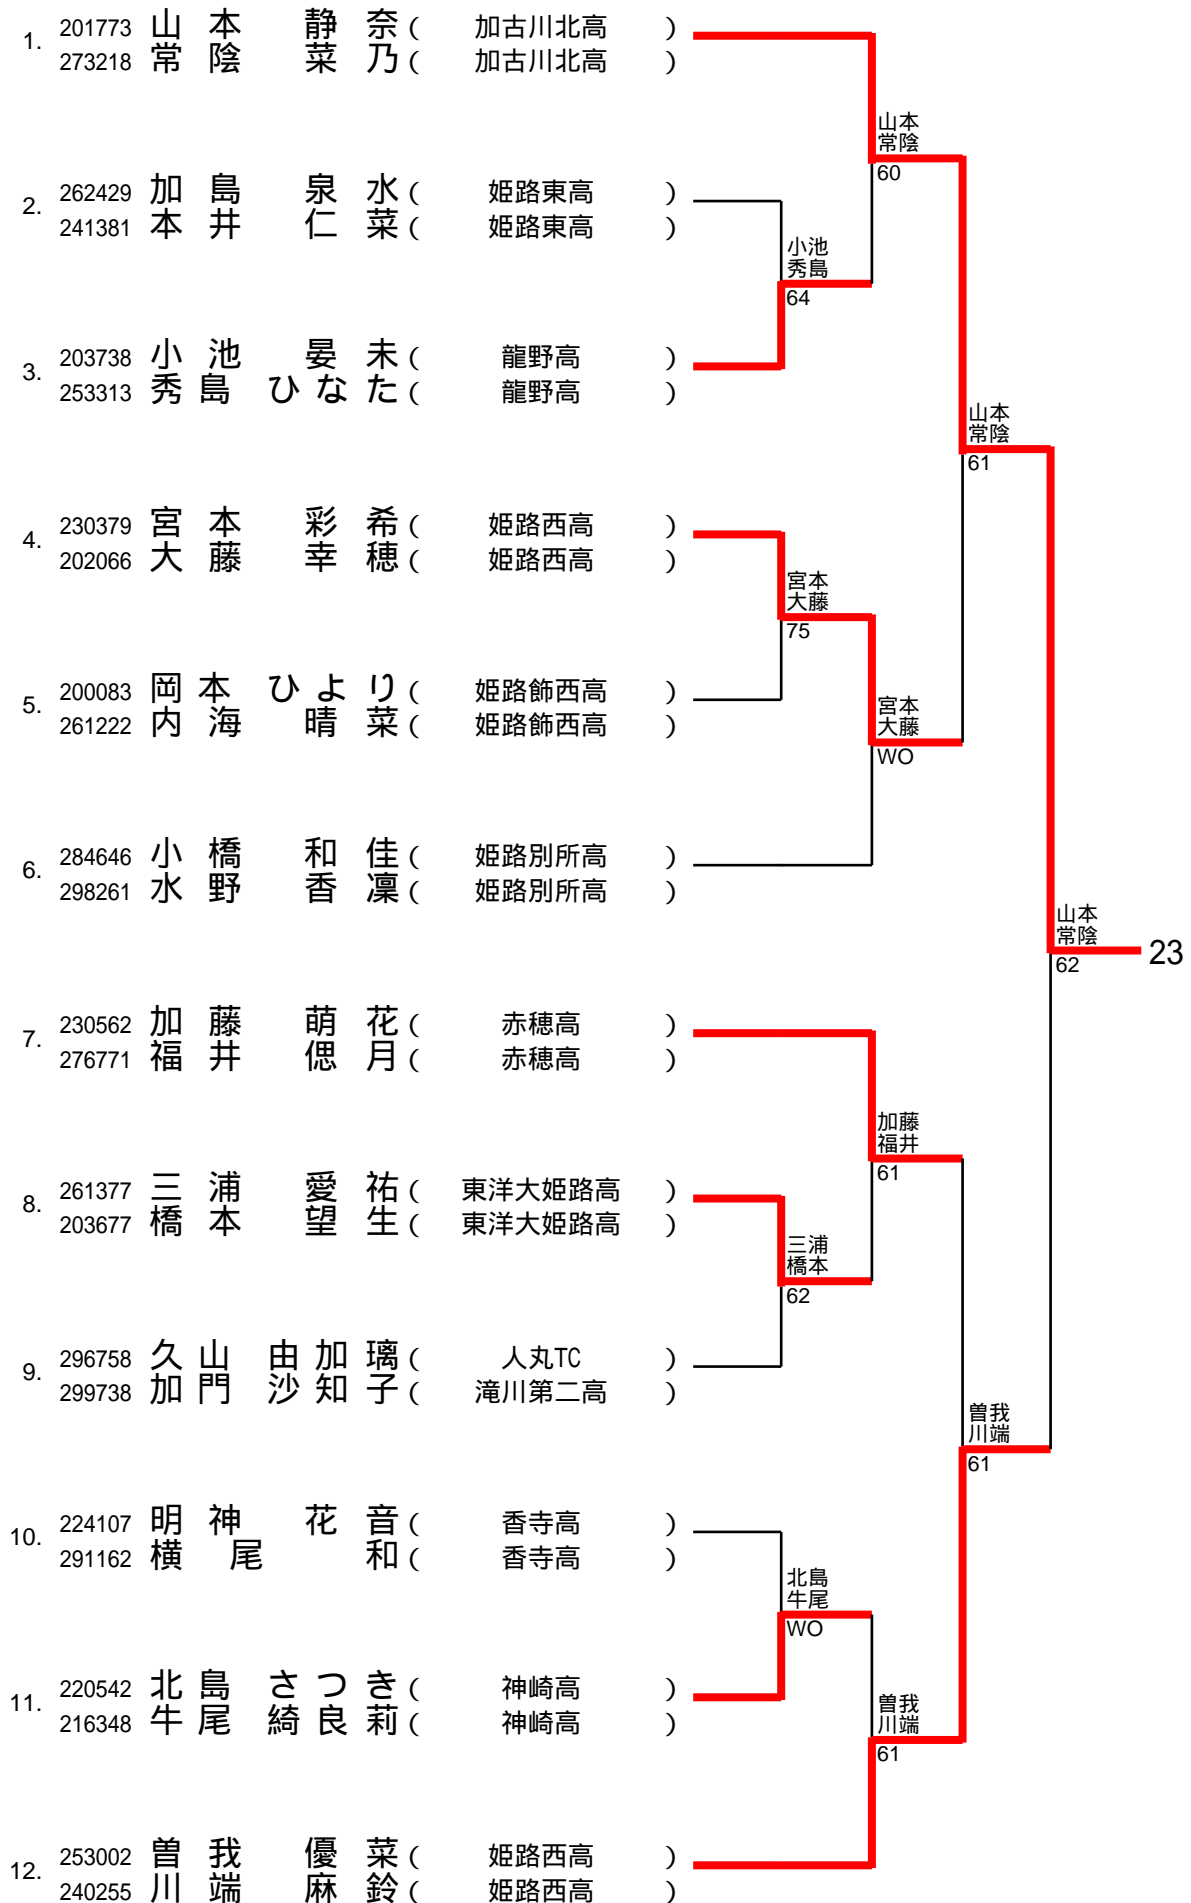 1. 201773 山本 静奈 ( 加古川北高 )
273218 常陰 菜乃 ( 加古川北高 )
山本
常陰
60
2. 262429 加島 泉水 ( 姫路東高 )
241381 本井 仁菜 ( 姫路東高 )
小池
秀島
64
3. 203738 小池 晏未 ( 龍野高 )
253313 秀島 ひなた ( 龍野高 )
山本
常陰
61
4. 230379 宮本 彩希 ( 姫路西高 )
202066 大藤 幸穂 ( 姫路西高 )
宮本
大藤
75
5. 200083 岡本 ひより ( 姫路飾西高 )
261222 内海 晴菜 ( 姫路飾西高 )
宮本
大藤
WO
6. 284646 小橋 和佳 ( 姫路別所高 )
298261 水野 香凜 ( 姫路別所高 )
山本
常陰
62
23
7. 230562 加藤 萌花 ( 赤穂高 )
276771 福井 偲月 ( 赤穂高 )
加藤
福井
61
8. 261377 三浦 愛祐 ( 東洋大姫路高 )
203677 橋本 望生 ( 東洋大姫路高 )
三浦
橋本
62
9. 296758 久山 由加璃 ( 人丸TC )
299738 加門 沙知子 ( 滝川第二高 )
曽我
川端
61
10. 224107 明神 花音 ( 香寺高 )
291162 横尾 和 ( 香寺高 )
北島
牛尾
WO
11. 220542 北島 さつき ( 神崎高 )
216348 牛尾 綺良莉 ( 神崎高 )
曽我
川端
61
12. 253002 曽我 優菜 ( 姫路西高 )
240255 川端 麻鈴 ( 姫路西高 )